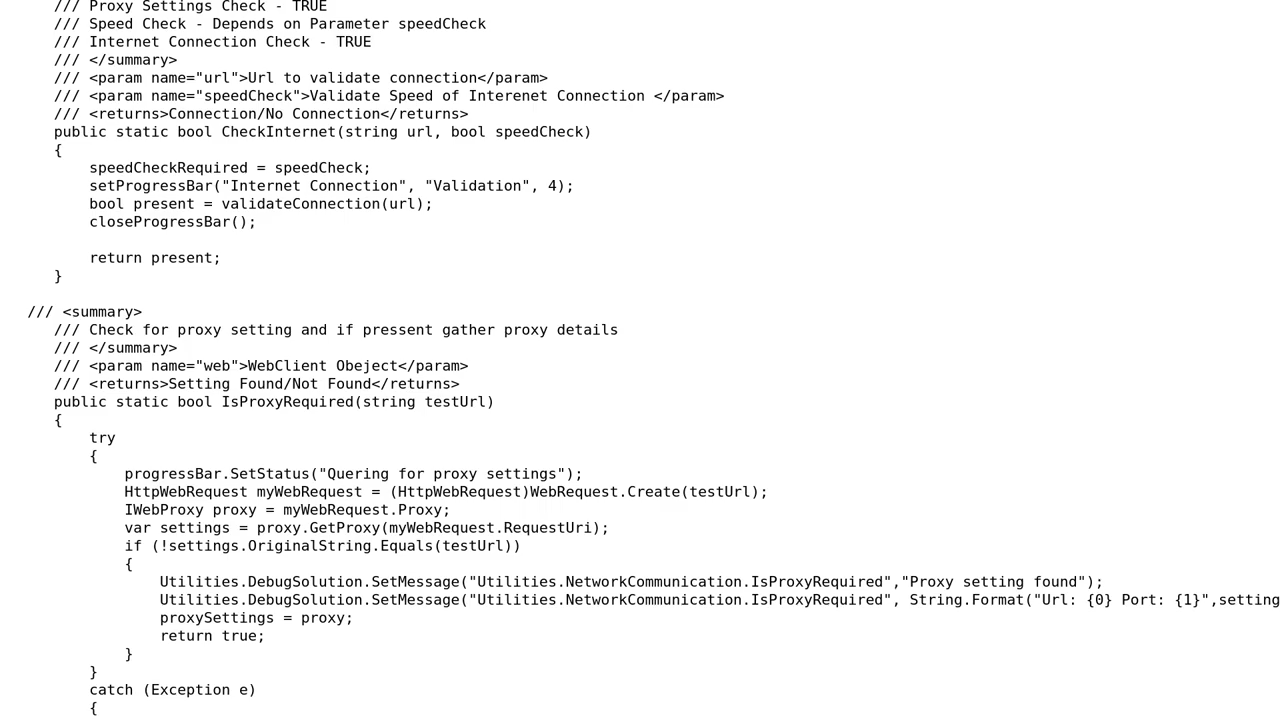 /// Proxy Settings Check - TRUE
/// Speed Check - Depends on Parameter speedCheck
/// Internet Connection Check - TRUE
/// </summary>
/// <param name="url">Url to validate connection</param>
/// <param name="speedCheck">Validate Speed of Interenet Connection </param>
/// <returns>Connection/No Connection</returns>
public static bool CheckInternet(string url, bool speedCheck)
{
speedCheckRequired = speedCheck;
setProgressBar("Internet Connection", "Validation", 4);
bool present = validateConnection(url);
closeProgressBar();
return present;
}
/// <summary>
/// Check for proxy setting and if pressent gather proxy details
/// </summary>
/// <param name="web">WebClient Obeject</param>
/// <returns>Setting Found/Not Found</returns>
public static bool IsProxyRequired(string testUrl)
{
try
{
progressBar.SetStatus("Quering for proxy settings");
HttpWebRequest myWebRequest = (HttpWebRequest)WebRequest.Create(testUrl);
IWebProxy proxy = myWebRequest.Proxy;
var settings = proxy.GetProxy(myWebRequest.RequestUri);
if (!settings.OriginalString.Equals(testUrl))
{
Utilities.DebugSolution.SetMessage("Utilities.NetworkCommunication.IsProxyRequired","Proxy setting found");
Utilities.DebugSolution.SetMessage("Utilities.NetworkCommunication.IsProxyRequired", String.Format("Url: {0} Port: {1}",setting
proxySettings = proxy;
return true;
}
}
catch (Exception e)
{